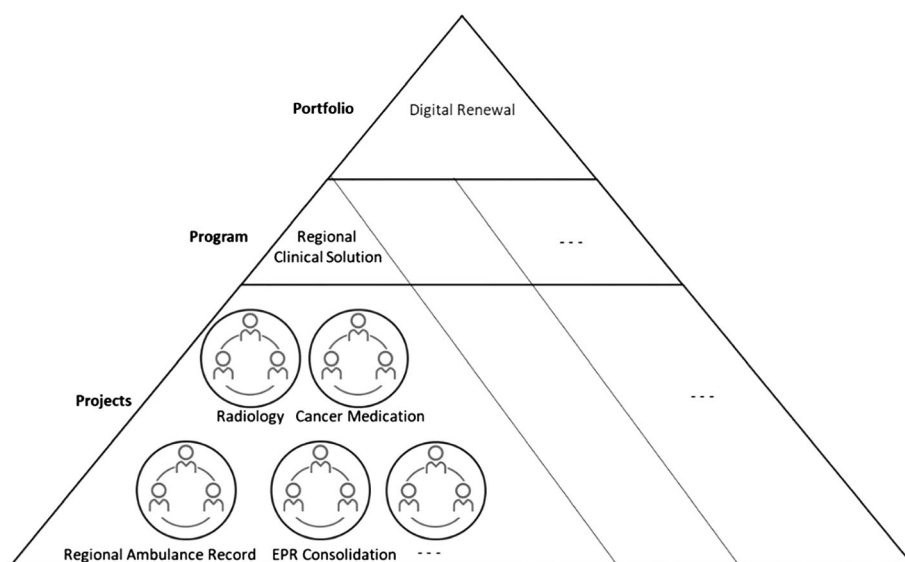 Portfolio
Digital Renewal
Program
Regional
Clinical Solution
- - -
Projects
- - -
Radiology
Cancer Medication
Regional Ambulance Record
EPR Consolidation
- - -